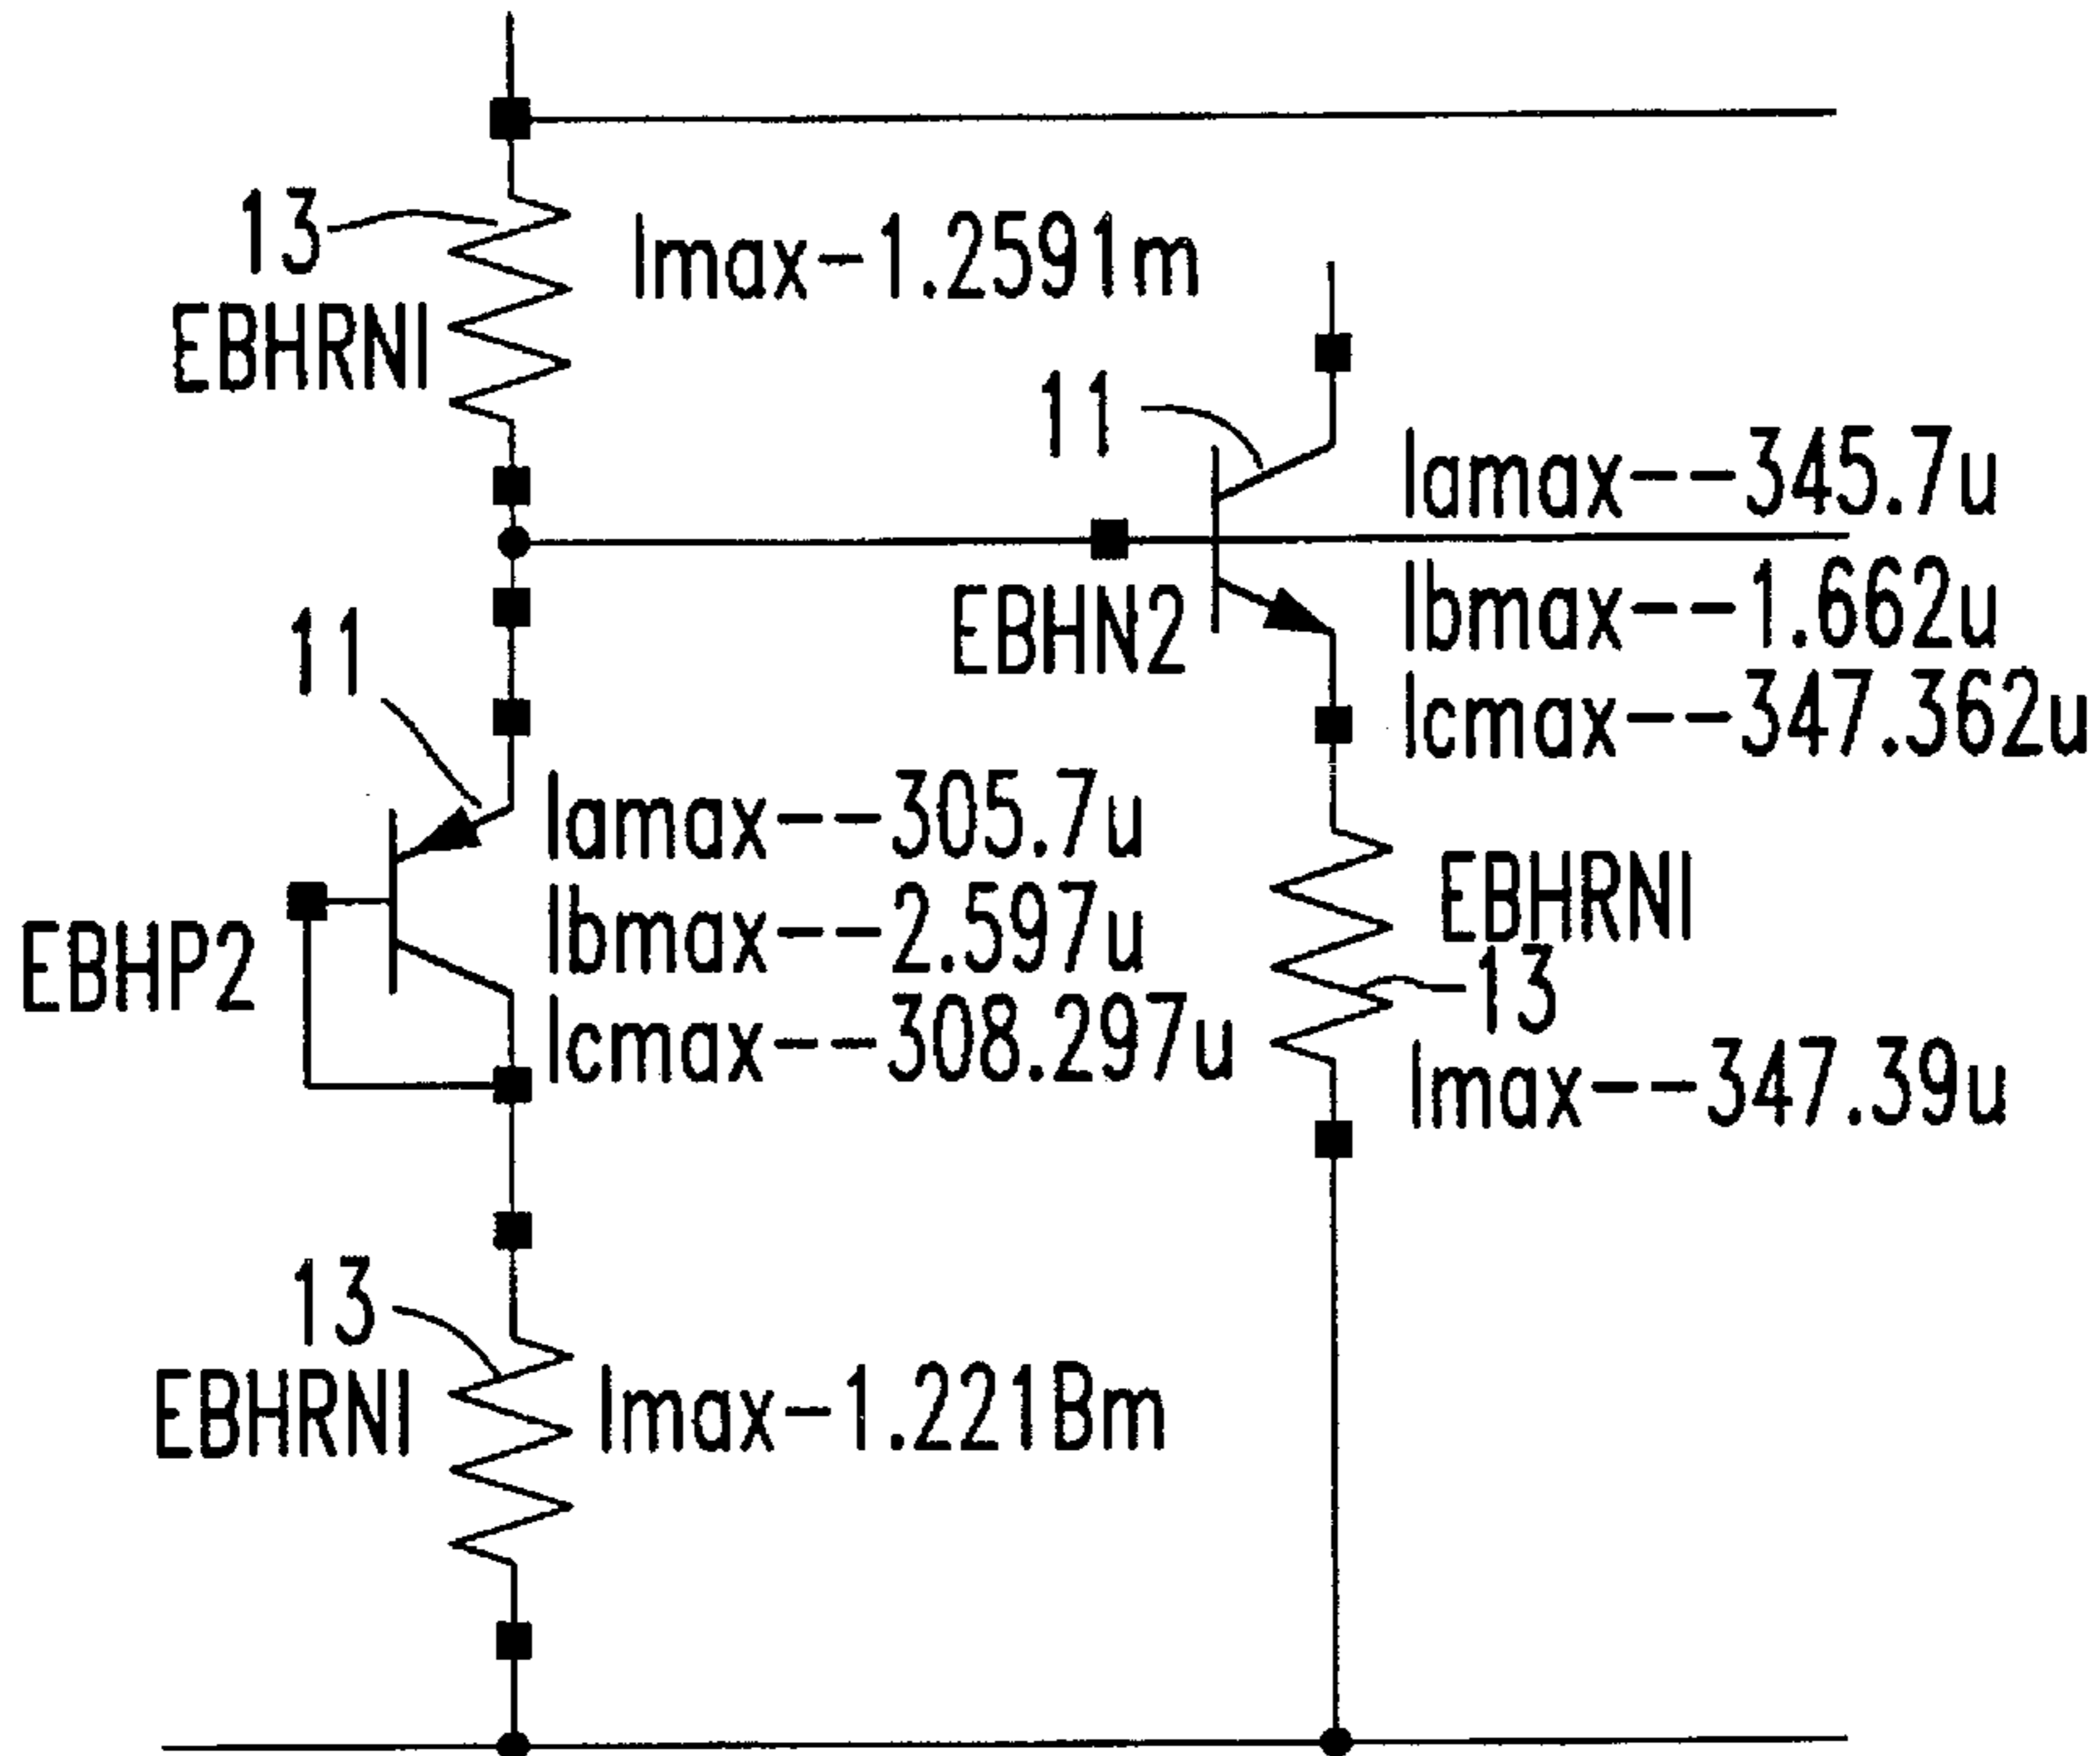 13
EBHRNI
Imax-1.2591m
11
EBHN2
Iamax--345.7u
Ibmax--1.662u
Icmax--347.362u
11
EBHP2
Iamax--305.7u
Ibmax--2.597u
Icmax--308.297u
EBHRNI
13
Imax--347.39u
13
EBHRNI
Imax-1.221Bm